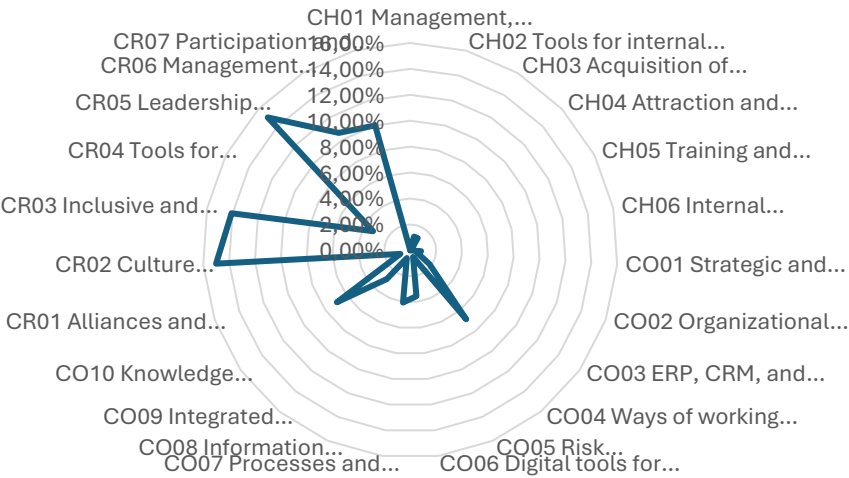 CH01 Management,...
CH02 Tools for internal...
CH03 Acquisition of...
CH04 Attraction and...
CH05 Training and...
CH06 Internal...
CO01 Strategic and...
CO02 Organizational...
CO03 ERP, CRM, and...
CO04 Ways of working...
CO05 Risk...
CO06 Digital tools for...
CO07 Processes and...
CO08 Information...
CO09 Integrated...
CO10 Knowledge...
CR01 Alliances and...
CR02 Culture...
CR03 Inclusive and...
CR04 Tools for...
CR05 Leadership...
CR06 Management...
CR07 Participation and...
16,00%
14,00%
12,00%
10,00%
8,00%
6,00%
4,00%
2,00%
0,00%